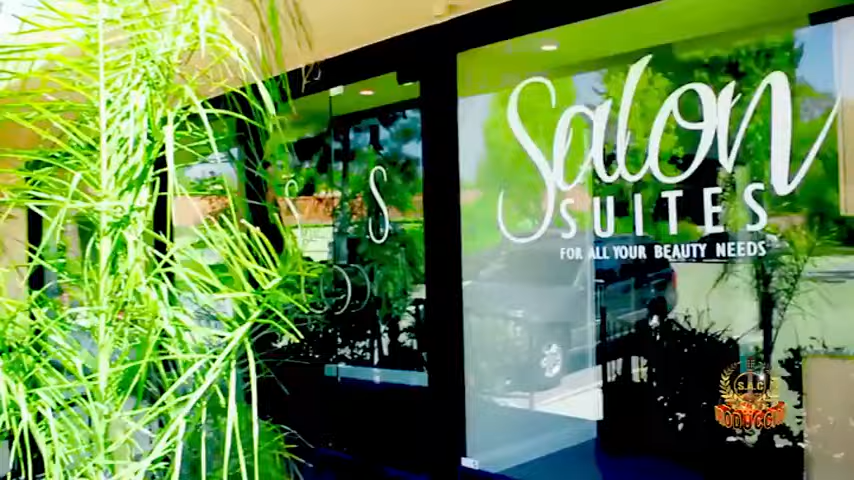 Salon
SUITES
FOR ALL YOUR BEAUTY NEEDS
S
S
S.A.C